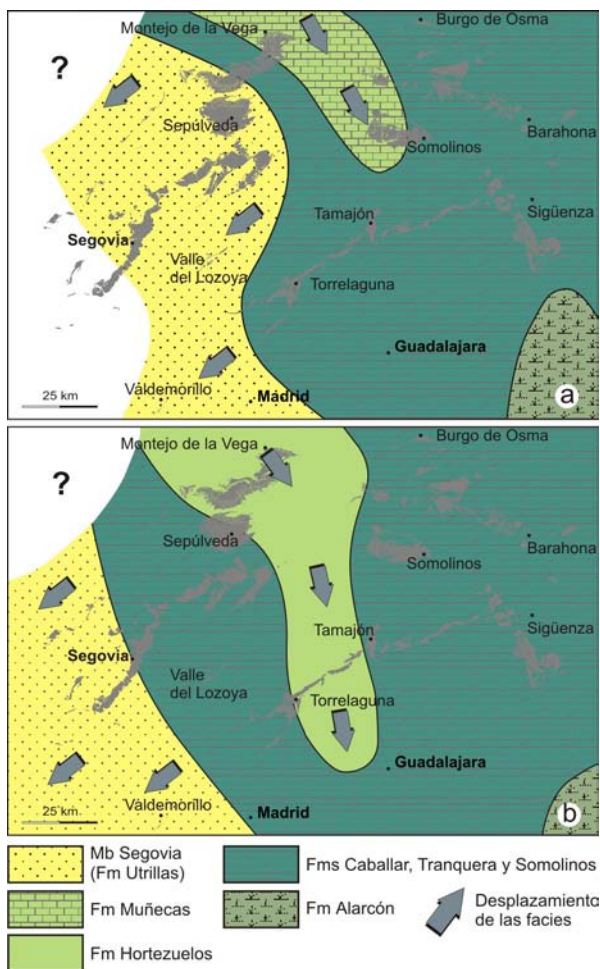 Montejo de la Vega
Burgo de Osma
?
Sepúlveda
Somolinos
Barahona
Tamajón
Sigüenza
Segovia
Valle
del Lozoya
Torrelaguna
Guadalajara
25 km
Valdemorillo
Madrid
a
Montejo de la Vega
Burgo de Osma
?
Sepúlveda
Somolinos
Barahona
Tamajón
Sigüenza
Segovia
Valle
del Lozoya
Torrelaguna
Guadalajara
25 km
Valdemorillo
Madrid
b
Mb Segovia
(Fm Utrillas)
Fms Caballar, Tranquera y Somolinos
Fm Muñecas
Fm Alarcón
Desplazamiento
de las facies
Fm Hortezuelos